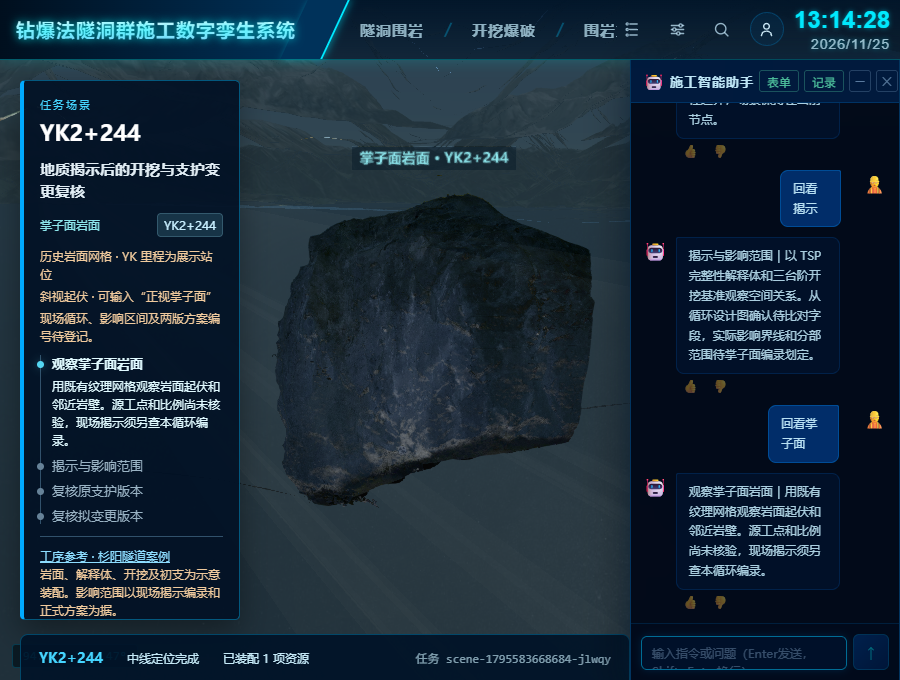 钻爆法隧洞群施工数字孪生系统
隧洞围岩 / 开挖爆破 / 围岩
13:14:28
2026/11/25
任务场景
YK2+244
地质揭示后的开挖与支护变
更复核
掌子面岩面 YK2+244
历史岩面网格 · YK 里程为展示站
位
斜视起伏 · 可输入“正视掌子面”
现场循环、影响区间及两版方案编
号待登记。
观察掌子面岩面
用既有纹理网格观察岩面起伏和
邻近岩壁。源工点和比例尚未核
验，现场揭示须另查本循环编
录。
揭示与影响范围
复核原支护版本
复核拟变更版本
工序参考 · 杉阳隧道案例
岩面、解释体、开挖及初支为示意
装配。影响范围以现场揭示编录和
正式方案为据。
掌子面岩面 · YK2+244
YK2+244 中线定位完成 已装配 1 项资源 任务 scene-1795583668684-jlwqy
施工智能助手 表单 记录
节点。
回看
揭示
揭示与影响范围 | 以 TSP
完整性解释体和三台阶开
挖基准观察空间关系。从
循环设计图确认待比对字
段，实际影响界线和分部
范围待掌子面编录划定。
回看掌
子面
观察掌子面岩面 | 用既有
纹理网格观察岩面起伏和
邻近岩壁。源工点和比例
尚未核验，现场揭示须另
查本循环编录。
输入指令或问题（Enter发送，